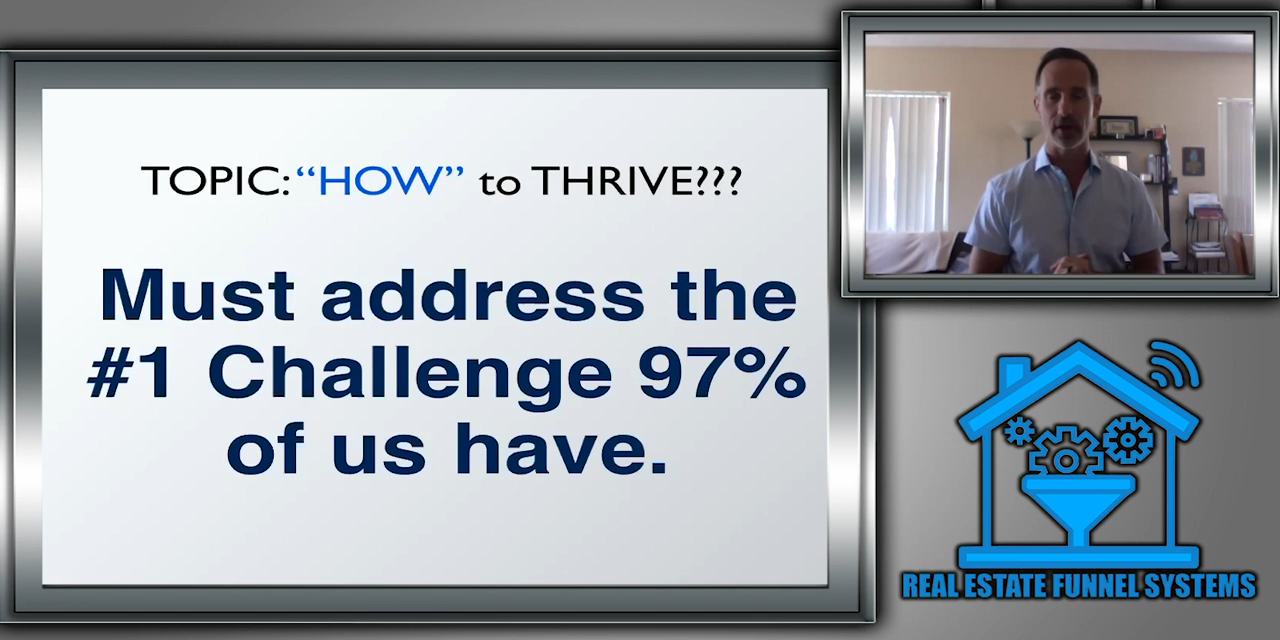 TOPIC: “HOW” to THRIVE???
Must address the
#1 Challenge 97%
of us have.
REAL ESTATE FUNNEL SYSTEMS